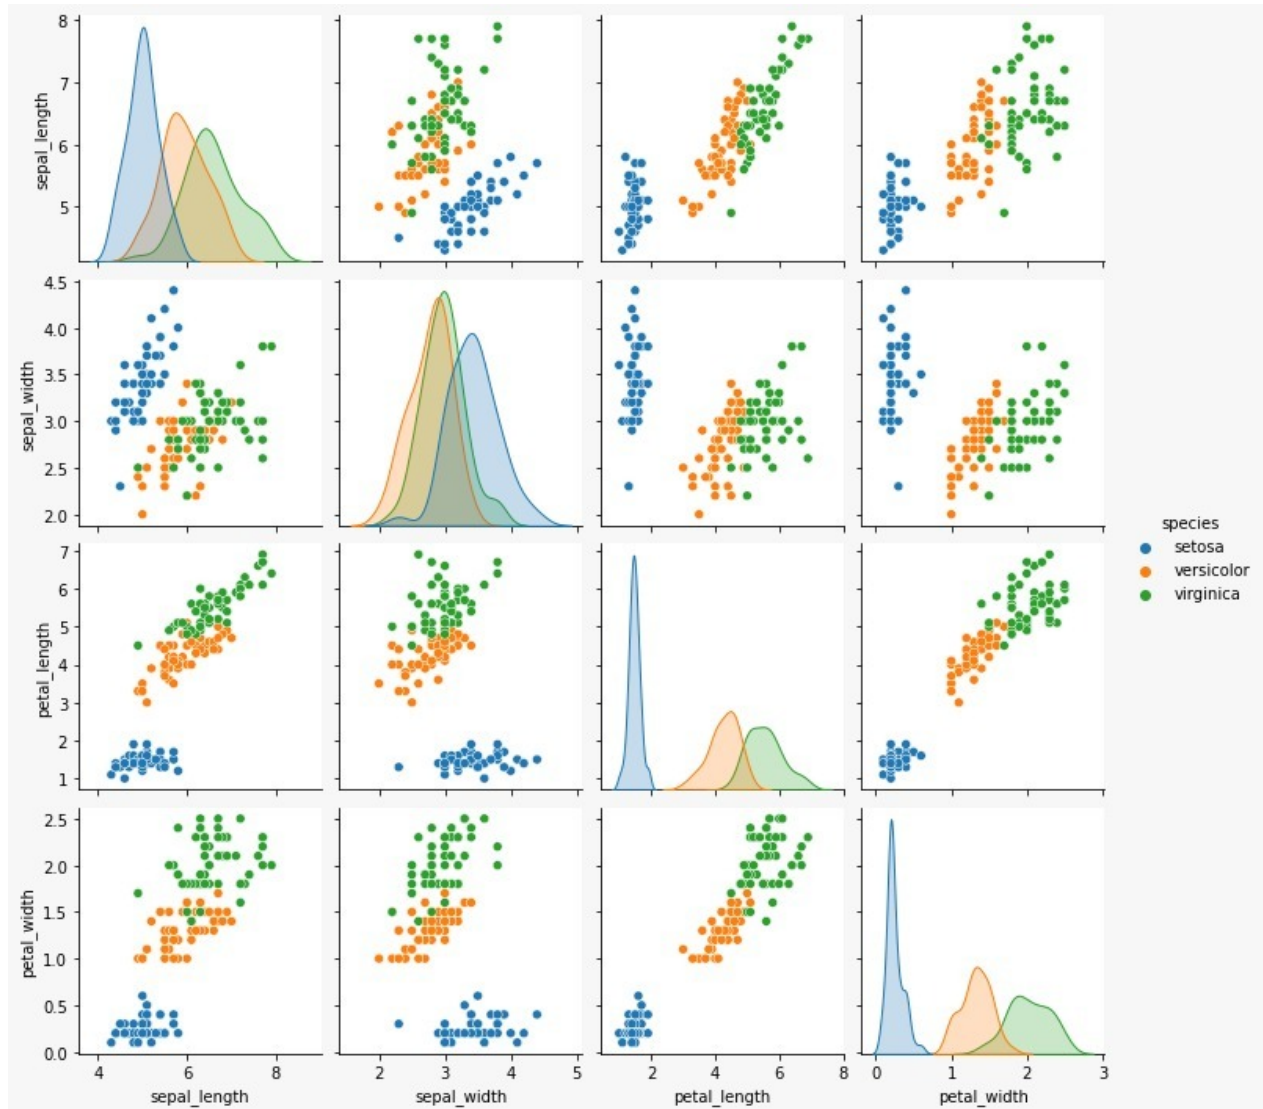 8
7
6
5
sepal_length
4.5
4.0
3.5
3.0
2.5
2.0
sepal_width
species
setosa
versicolor
virginica
7
6
5
4
3
2
1
petal_length
2.5
2.0
1.5
1.0
0.5
0.0
petal_width
4 6 8
2 3 4 5
2 4 6 8
0 1 2 3
sepal_length
sepal_width
petal_length
petal_width